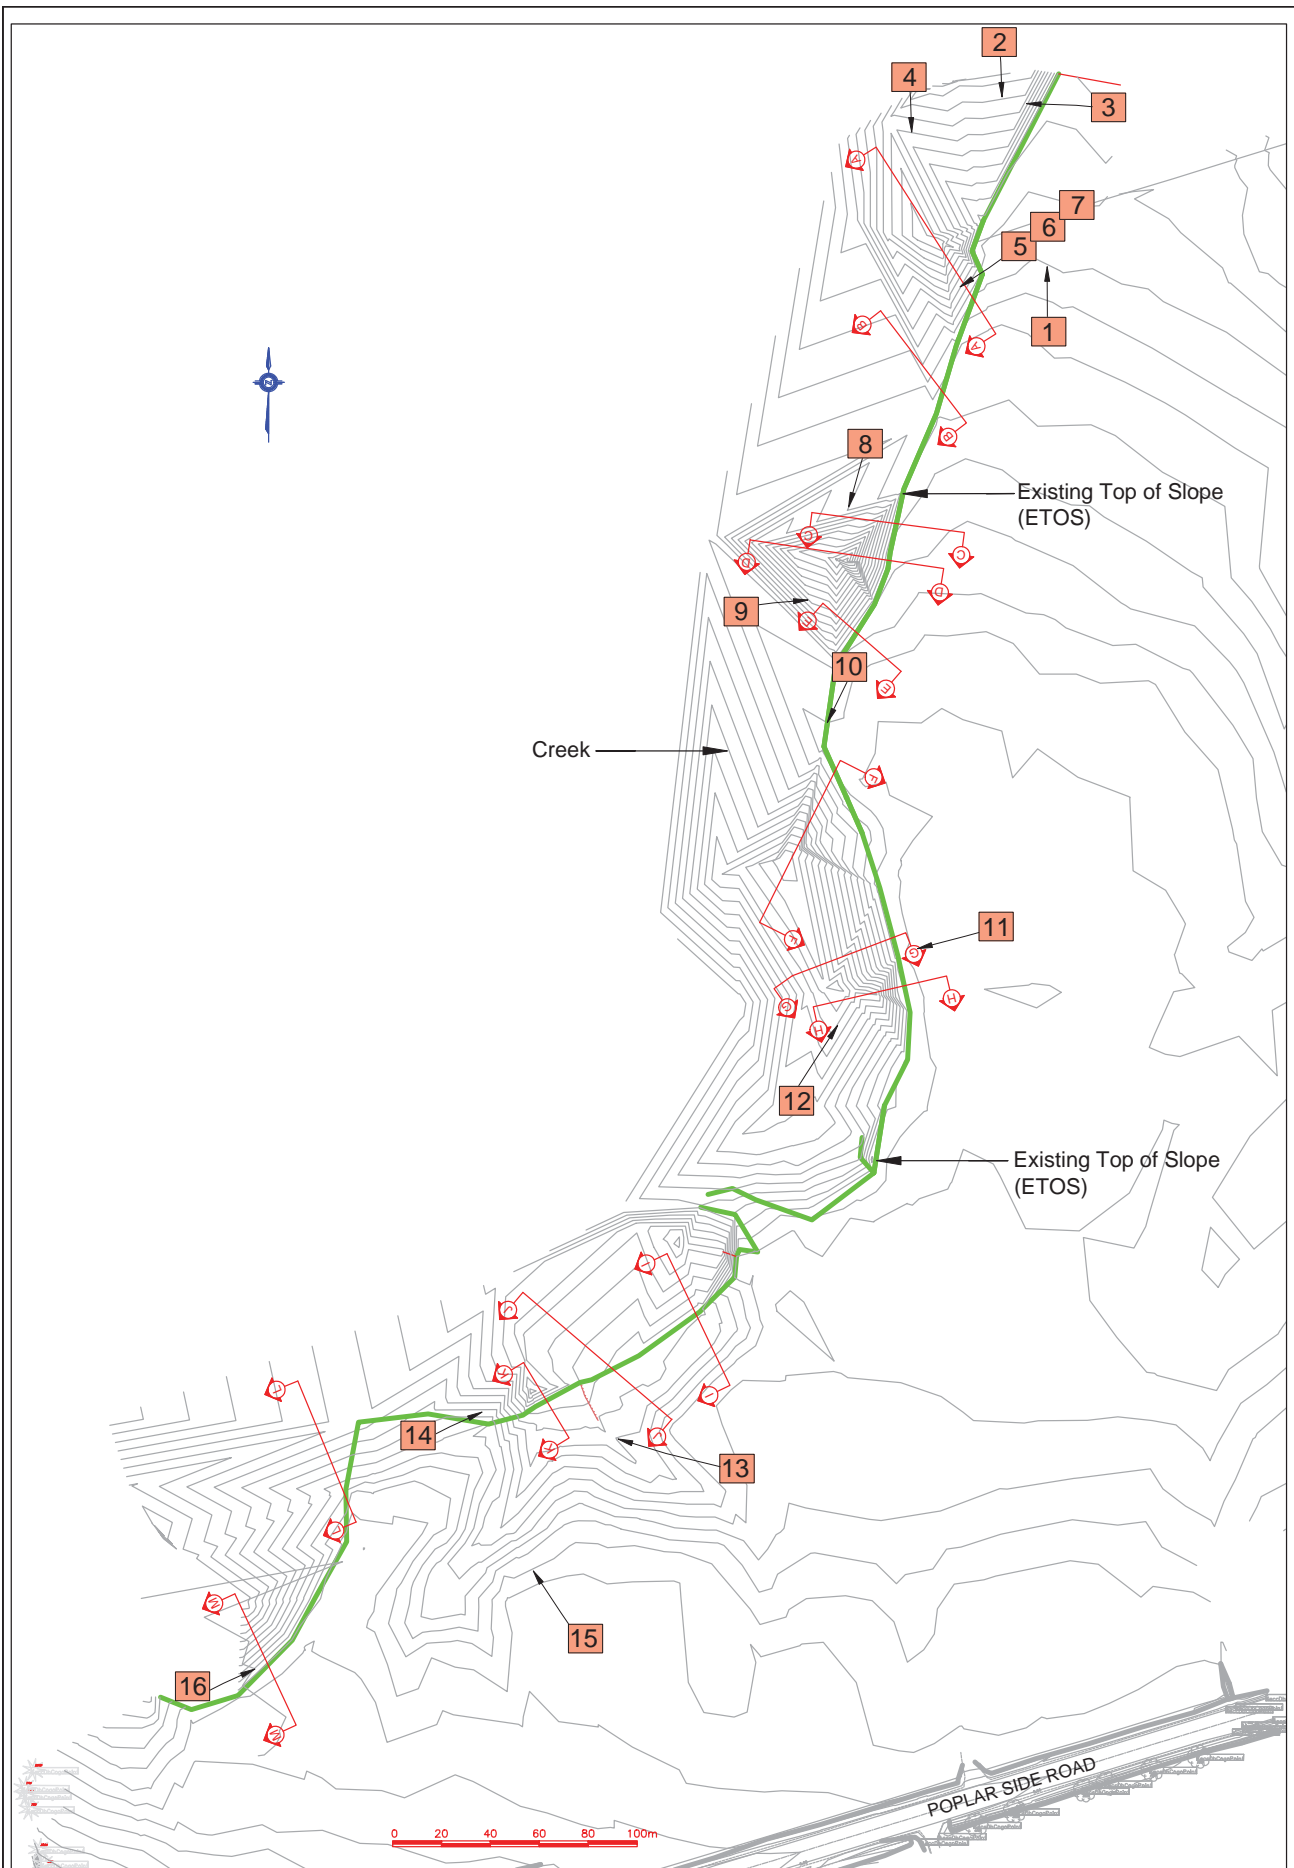 2
4
3
7
6
5
1
A
A
B
B
8
Existing Top of Slope
(ETOS)
C
C
D
D
9
E
E
10
Creek
F
F
11
G
G
H
H
12
Existing Top of Slope
(ETOS)
I
I
J
J
K
K
L
14
13
M
15
16
M
POPLAR SIDE ROAD
0 20 40 60 80 100m
N